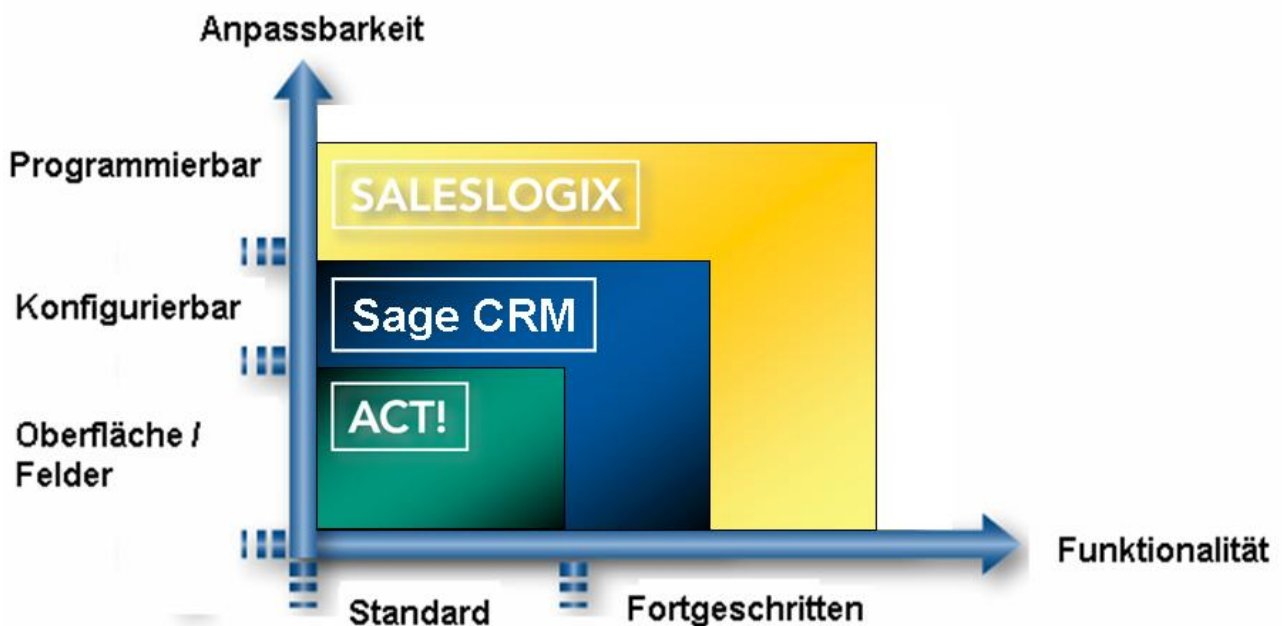 Anpassbarkeit
Programmierbar
SALESLOGIX
Konfigurierbar
Sage CRM
ACT!
Oberfläche /
Felder
Funktionalität
Standard
Fortgeschritten